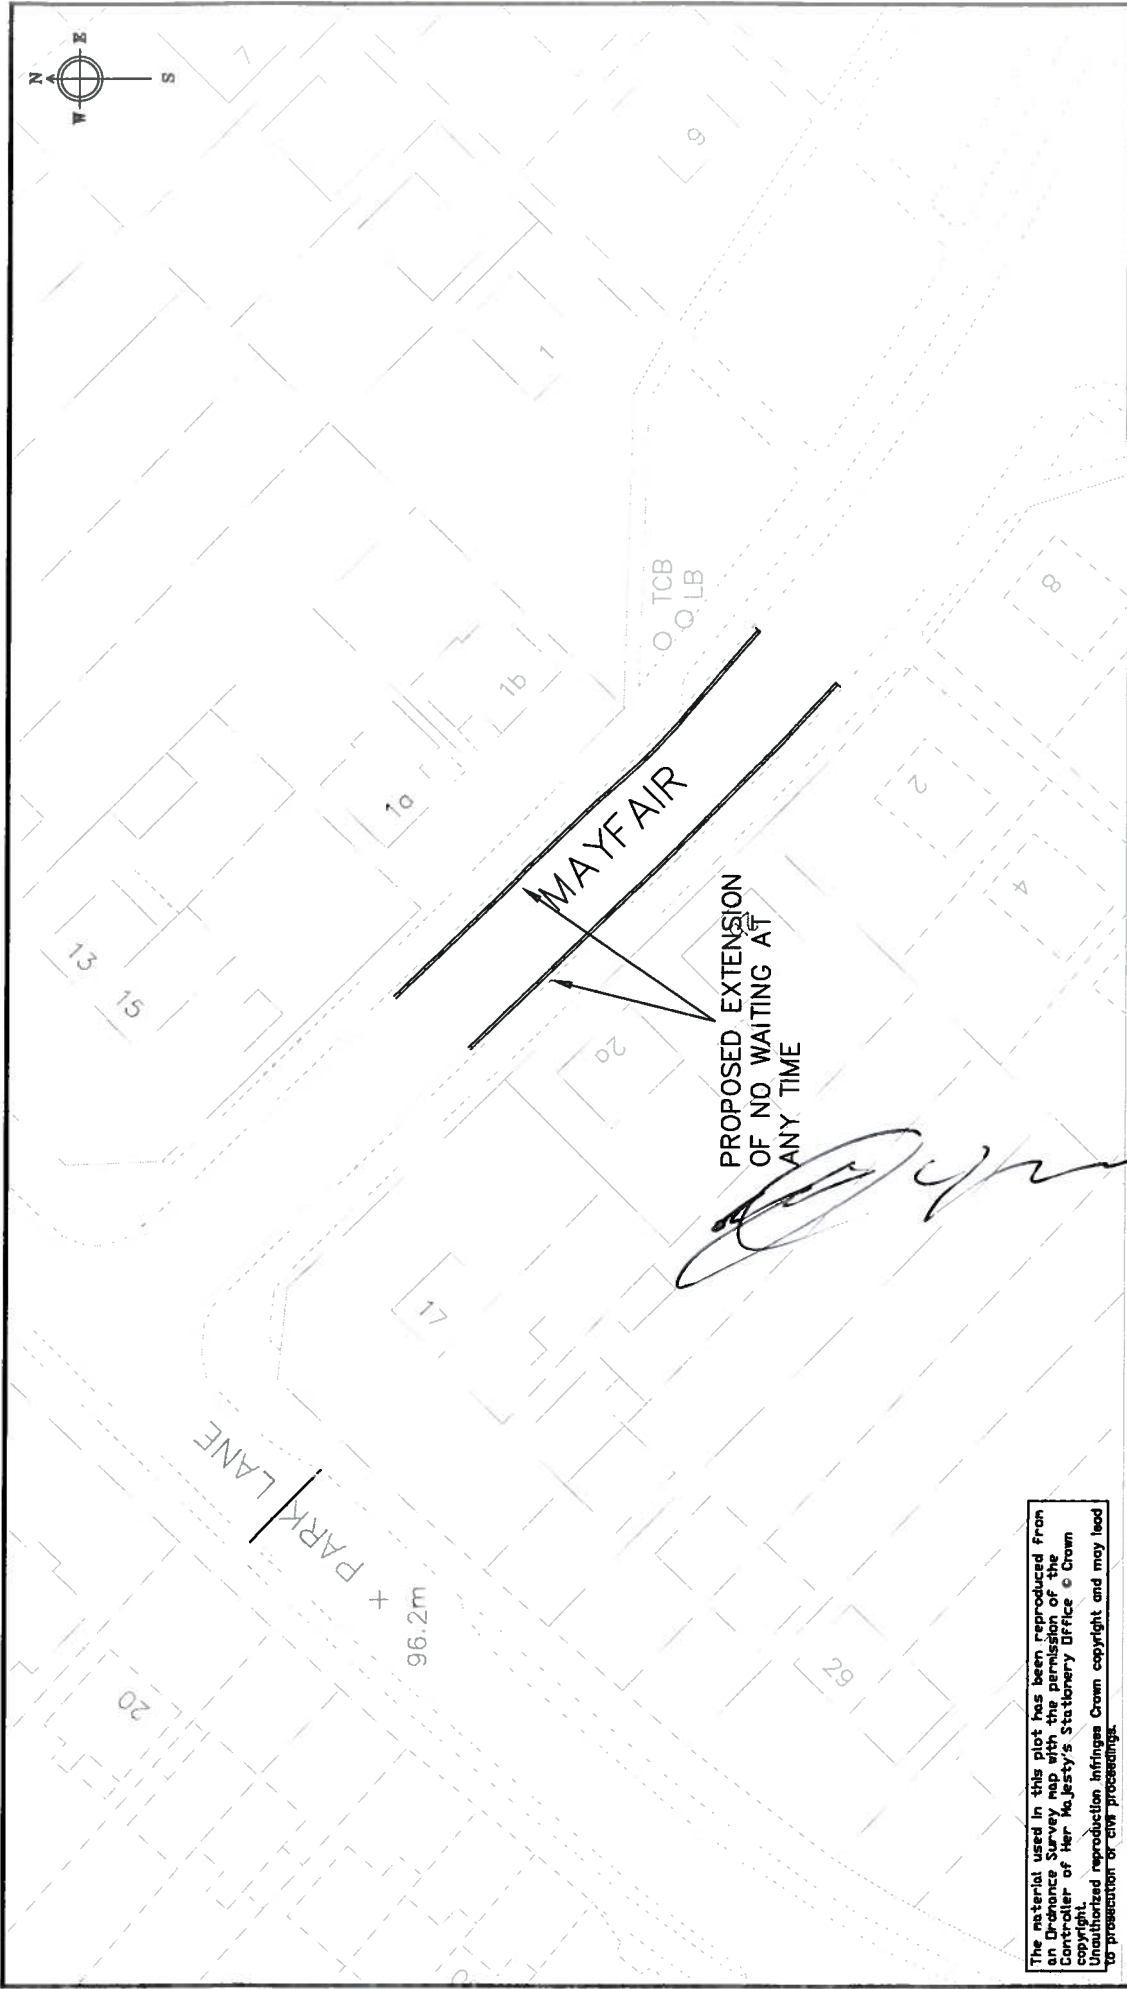 N
W
E
S
7
9
1
13
15
1a
1b
TCB
LB
MAYFAIR
8
2
4
PROPOSED EXTENSION
OF NO WAITING AT
ANY TIME
2a
17
PARK LANE
96.2m
20
29
The material used in this plot has been reproduced from
an Ordnance Survey map with the permission of the
Controller of Her Majesty's Stationery Office © Crown
copyright.
Unauthorized reproduction infringes Crown copyright and may lead
to prosecution or civil proceedings.